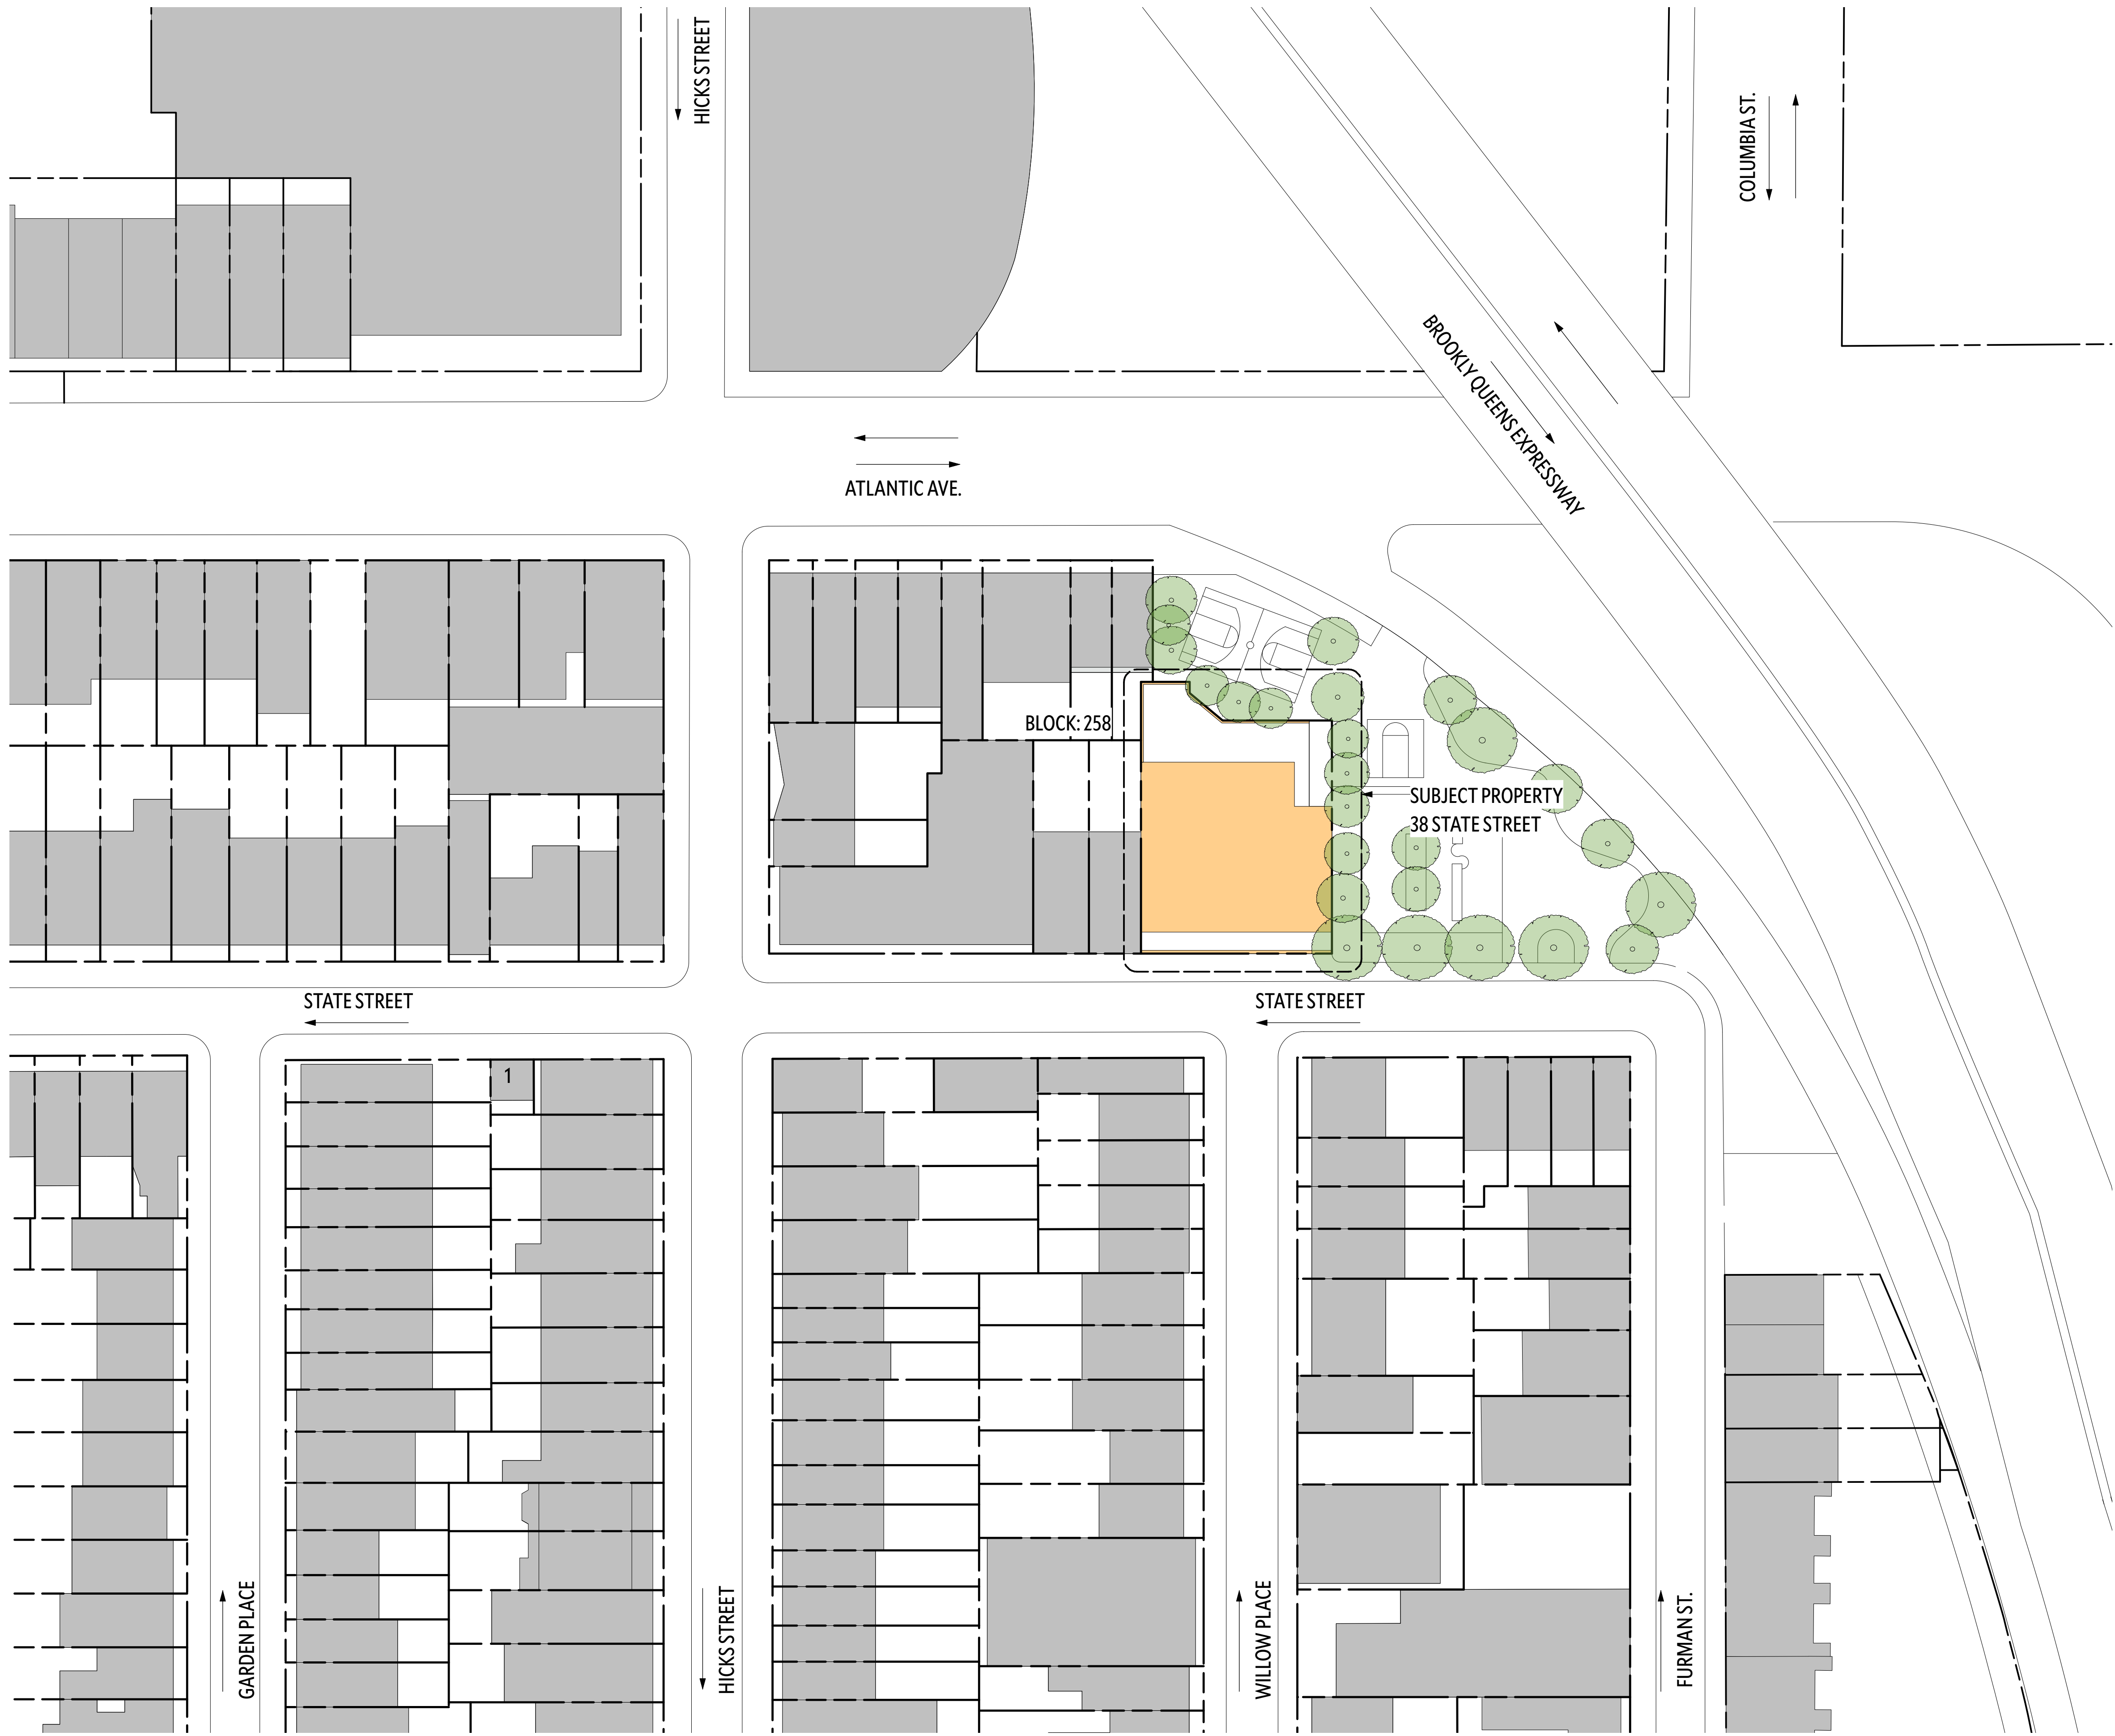 HICKS STREET
COLUMBIA ST.
BROOKLY QUEENS EXPRESSWAY
ATLANTIC AVE.
BLOCK: 258
SUBJECT PROPERTY
38 STATE STREET
STATE STREET
STATE STREET
1
GARDEN PLACE
HICKS STREET
WILLOW PLACE
FURMAN ST.